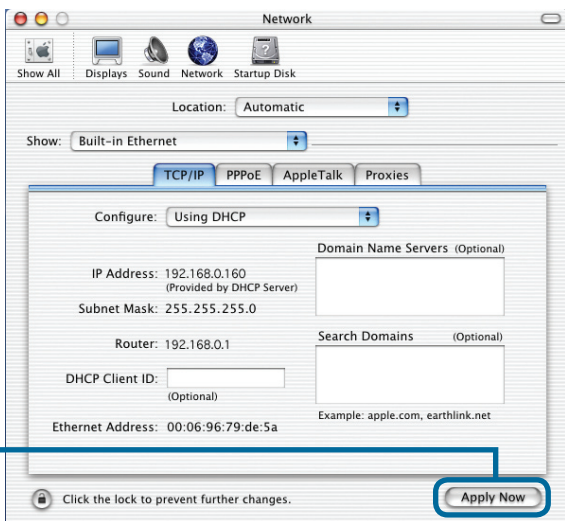 Network
Show All Displays Sound Network Startup Disk
Location: Automatic
Show: Built-in Ethernet
TCP/IP PPPoE AppleTalk Proxies
Configure: Using DHCP
Domain Name Servers (Optional)
IP Address: 192.168.0.160
(Provided by DHCP Server)
Subnet Mask: 255.255.255.0
Router: 192.168.0.1
Search Domains (Optional)
DHCP Client ID:
(Optional)
Example: apple.com, earthlink.net
Ethernet Address: 00:06:96:79:de:5a
Click the lock to prevent further changes.
Apply Now